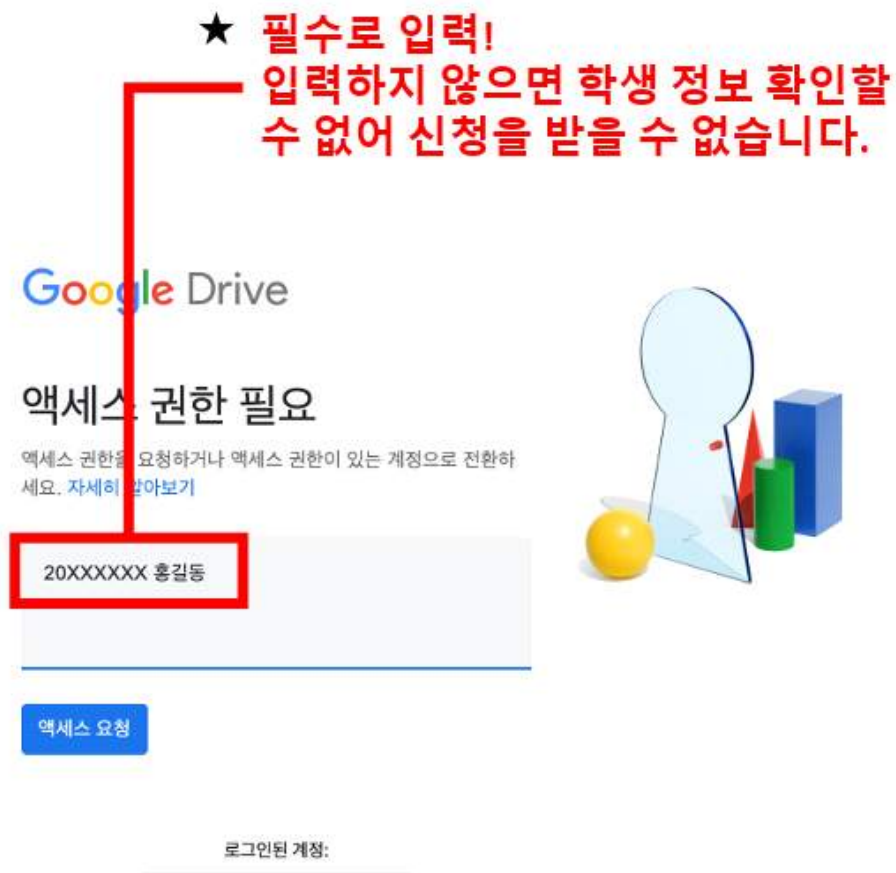 ★ 필수로 입력!
입력하지 않으면 학생 정보 확인할
수 없어 신청을 받을 수 없습니다.
Google Drive
액세스 권한 필요
액세스 권한을 요청하거나 액세스 권한이 있는 계정으로 전환하
세요. 자세히 알아보기
20XXXXXX 홍길동
액세스 요청
로그인된 계정: